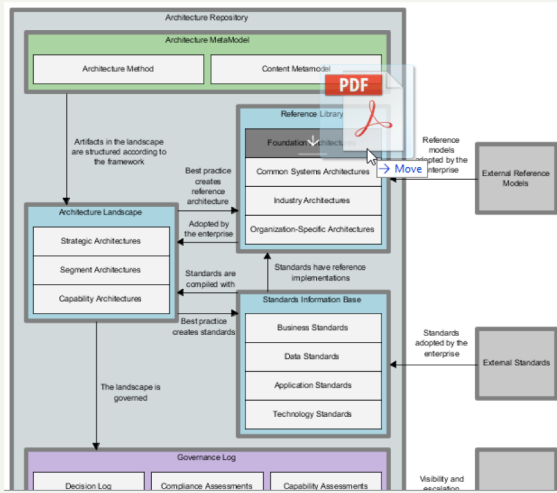 Architecture Repository
Architecture MetaModel
Architecture Method
Content Metamodel
PDF
Reference Library
Foundation Architectures
Move
Artifacts in the landscape
are structured according to
the framework
Best practice
creates
reference
architecture
Common Systems Architectures
Industry Architectures
Organization-Specific Architectures
Reference
models
adopted by the
enterprise
External Reference
Models
Architecture Landscape
Strategic Architectures
Segment Architectures
Capability Architectures
Adopted by
the enterprise
Standards are
compiled with
Standards have reference
implementations
Best practice
creates standards
Standards Information Base
Business Standards
Data Standards
Application Standards
Technology Standards
Standards
adopted by the
enterprise
External Standards
The landscape is
governed
Governance Log
Decision Log
Compliance Assessments
Capability Assessments
Visibility and
escalation